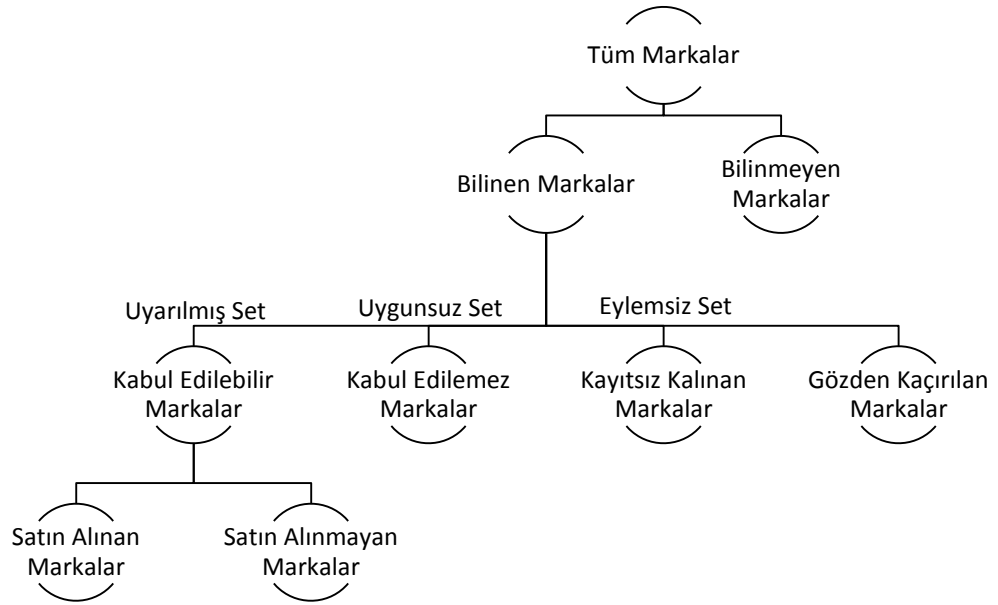 Tüm Markalar
Bilinen Markalar
Bilinmeyen
Markalar
Uyarılmış Set
Uygunsuz Set
Eylemsiz Set
Kabul Edilebilir
Markalar
Kabul Edilemez
Markalar
Kayıtsız Kalınan
Markalar
Gözden Kaçırılan
Markalar
Satın Alınan
Markalar
Satın Alınmayan
Markalar